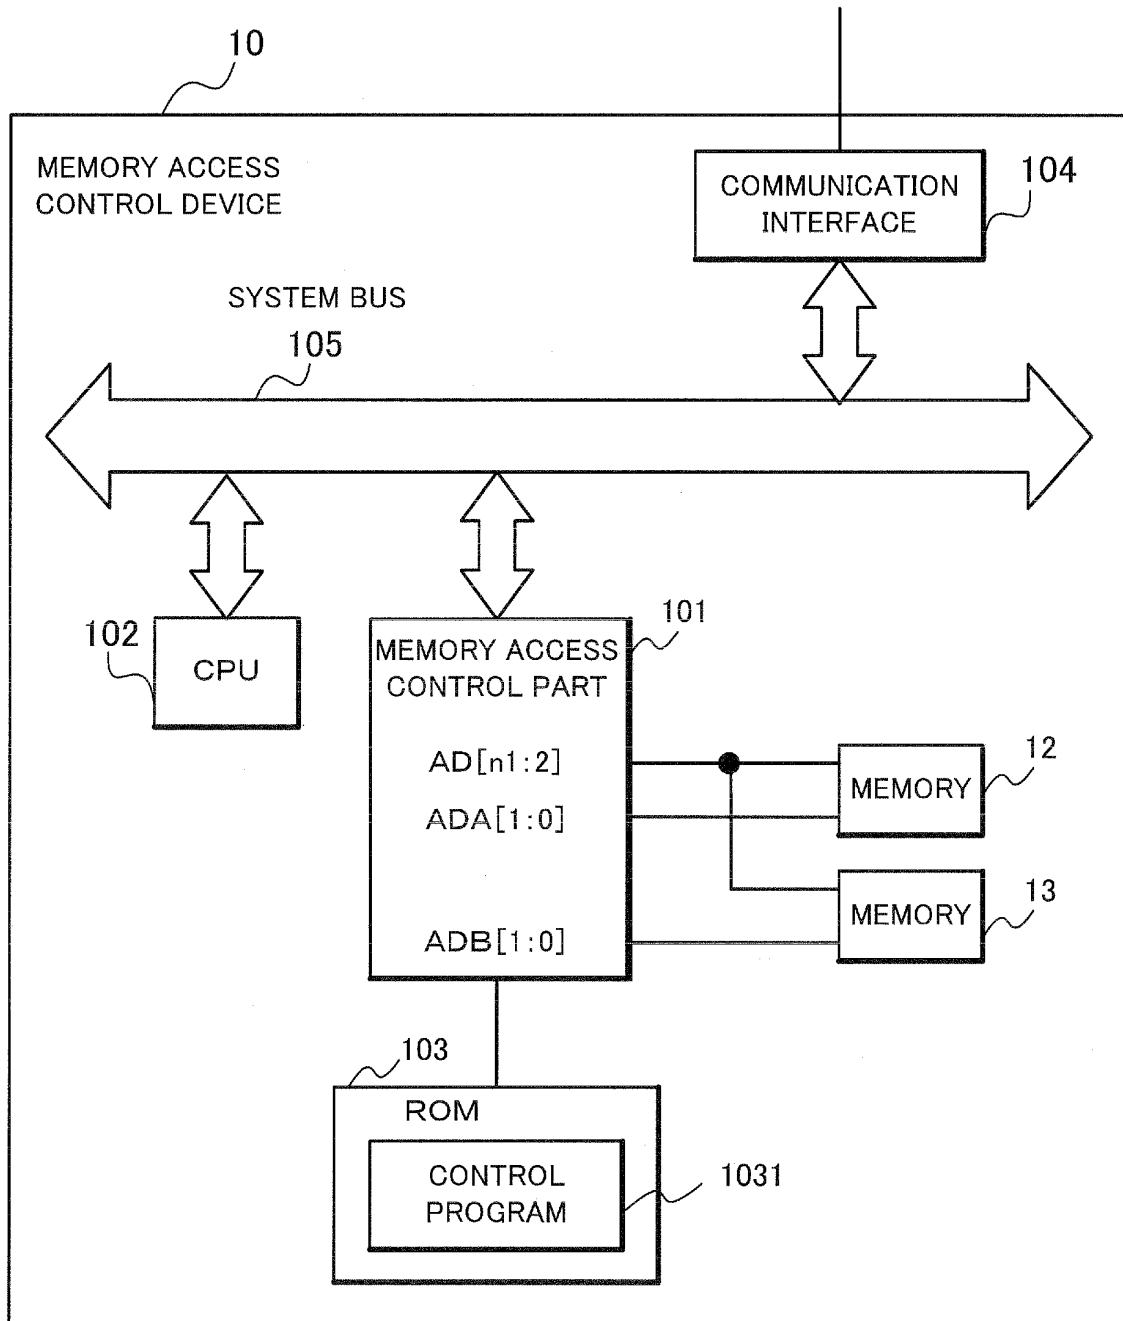 10
MEMORY ACCESS
CONTROL DEVICE
COMMUNICATION
INTERFACE
104
SYSTEM BUS
105
102
CPU
101
MEMORY ACCESS
CONTROL PART
AD[n1:2]
ADA[1:0]
ADB[1:0]
MEMORY
12
MEMORY
13
103
ROM
CONTROL
PROGRAM
1031